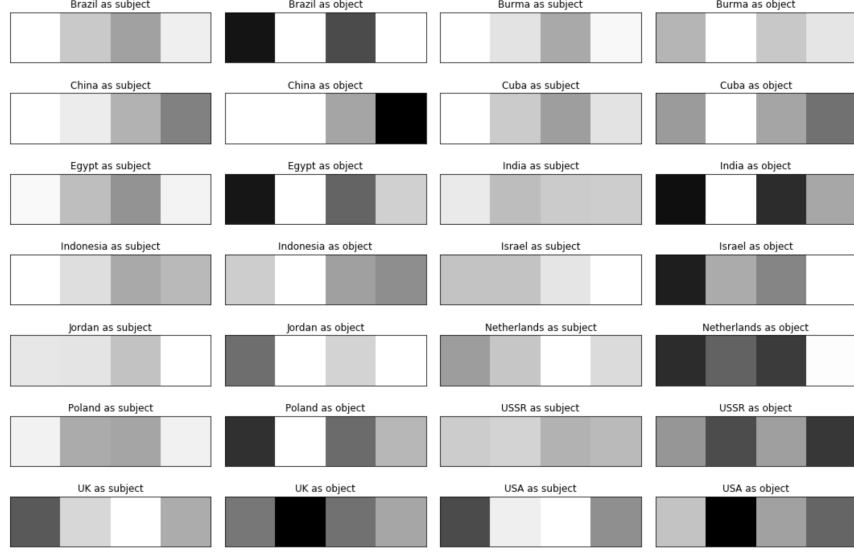 Brazil as subject Brazil as object Burma as subject Burma as object
China as subject China as object Cuba as subject Cuba as object
Egypt as subject Egypt as object India as subject India as object
Indonesia as subject Indonesia as object Israel as subject Israel as object
Jordan as subject Jordan as object Netherlands as subject Netherlands as object
Poland as subject Poland as object USSR as subject USSR as object
UK as subject UK as object USA as subject USA as object